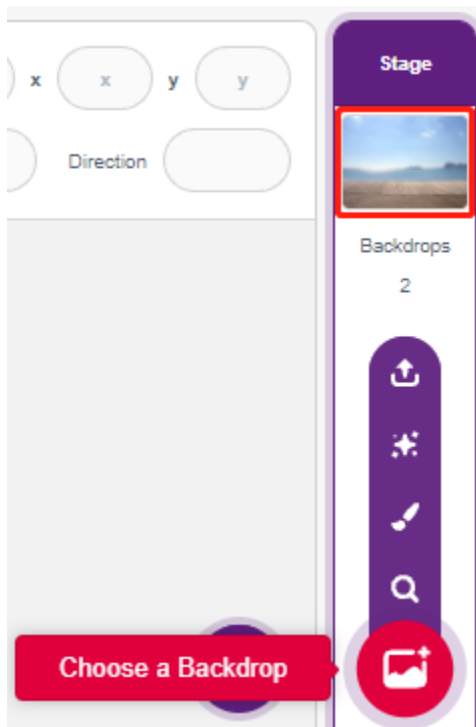 Stage
x x y y
Direction
Backdrops
2
Choose a Backdrop